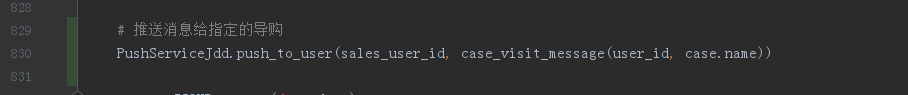 828
829 # 推送消息给指定的导购
830 PushServiceJdd.push_to_user(sales_user_id, case_visit_message(user_id, case.name))
831